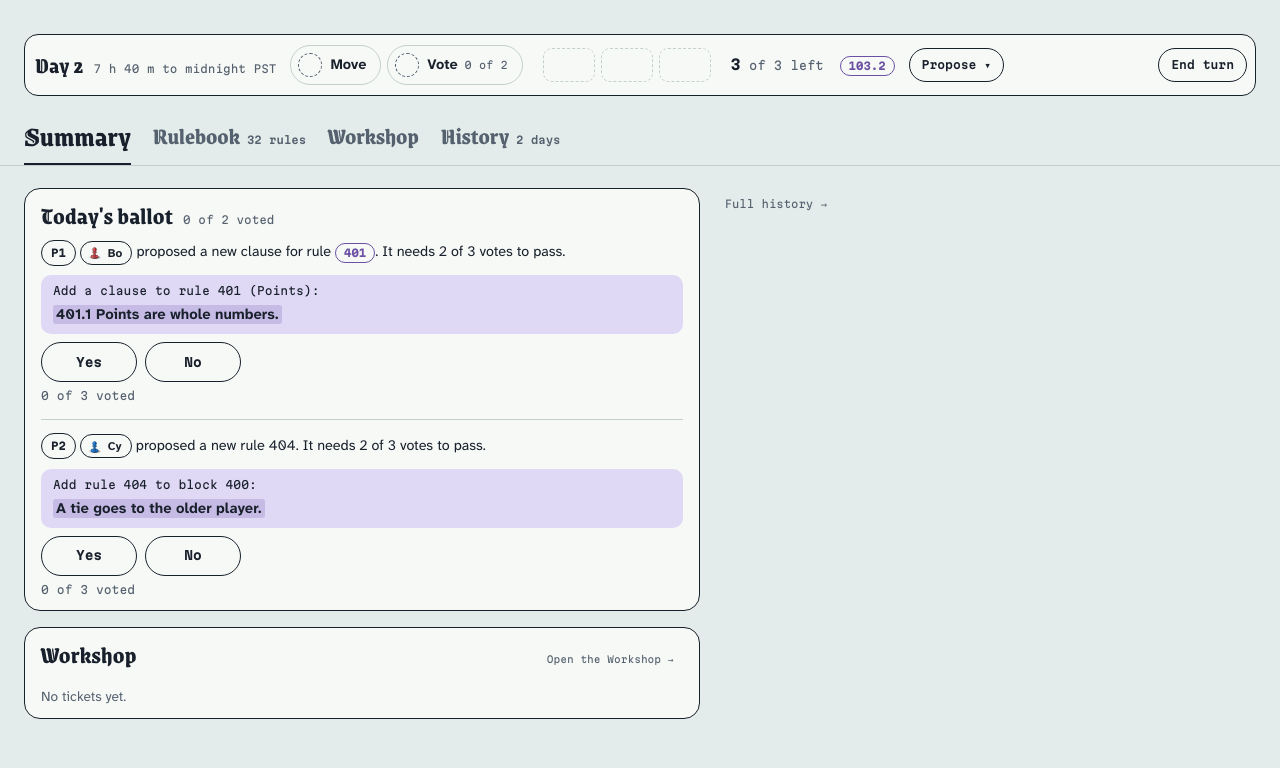 Day 2 7 h 40 m to midnight PST Move Vote 0 of 2 3 of 3 left 103.2 Propose ▾ End turn
Summary Rulebook 32 rules Workshop History 2 days
Today's ballot 0 of 2 voted
Full history →
P1 Bo proposed a new clause for rule 401. It needs 2 of 3 votes to pass.
Add a clause to rule 401 (Points):
401.1 Points are whole numbers.
Yes No
0 of 3 voted
P2 Cy proposed a new rule 404. It needs 2 of 3 votes to pass.
Add rule 404 to block 400:
A tie goes to the older player.
Yes No
0 of 3 voted
Workshop Open the Workshop →
No tickets yet.